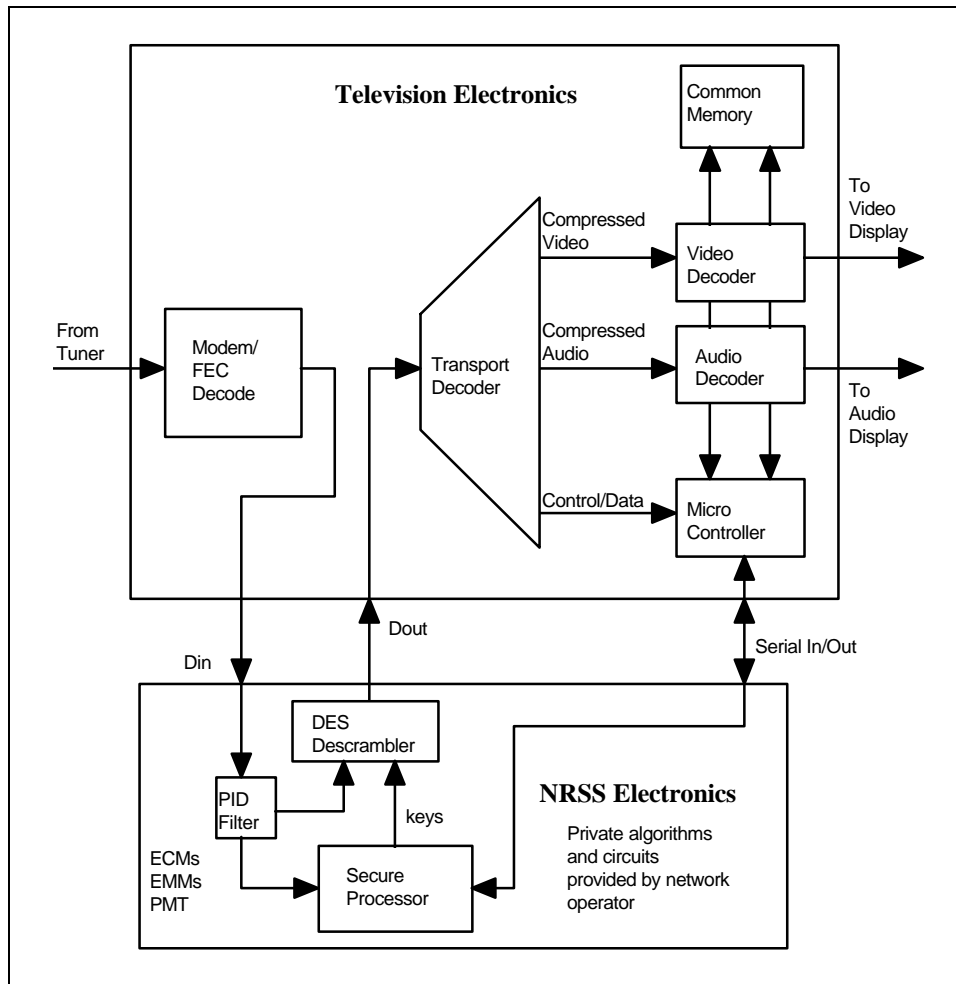 Television Electronics
Common
Memory
To
Video
Display
Compressed
Video
Video
Decoder
From
Tuner
Modem/
FEC
Decode
Transport
Decoder
Compressed
Audio
Audio
Decoder
To
Audio
Display
Control/Data
Micro
Controller
Dout
Din
Serial In/Out
DES
Descrambler
PID
Filter
keys
NRSS Electronics
ECMs
EMMs
PMT
Secure
Processor
Private algorithms
and circuits
provided by network
operator